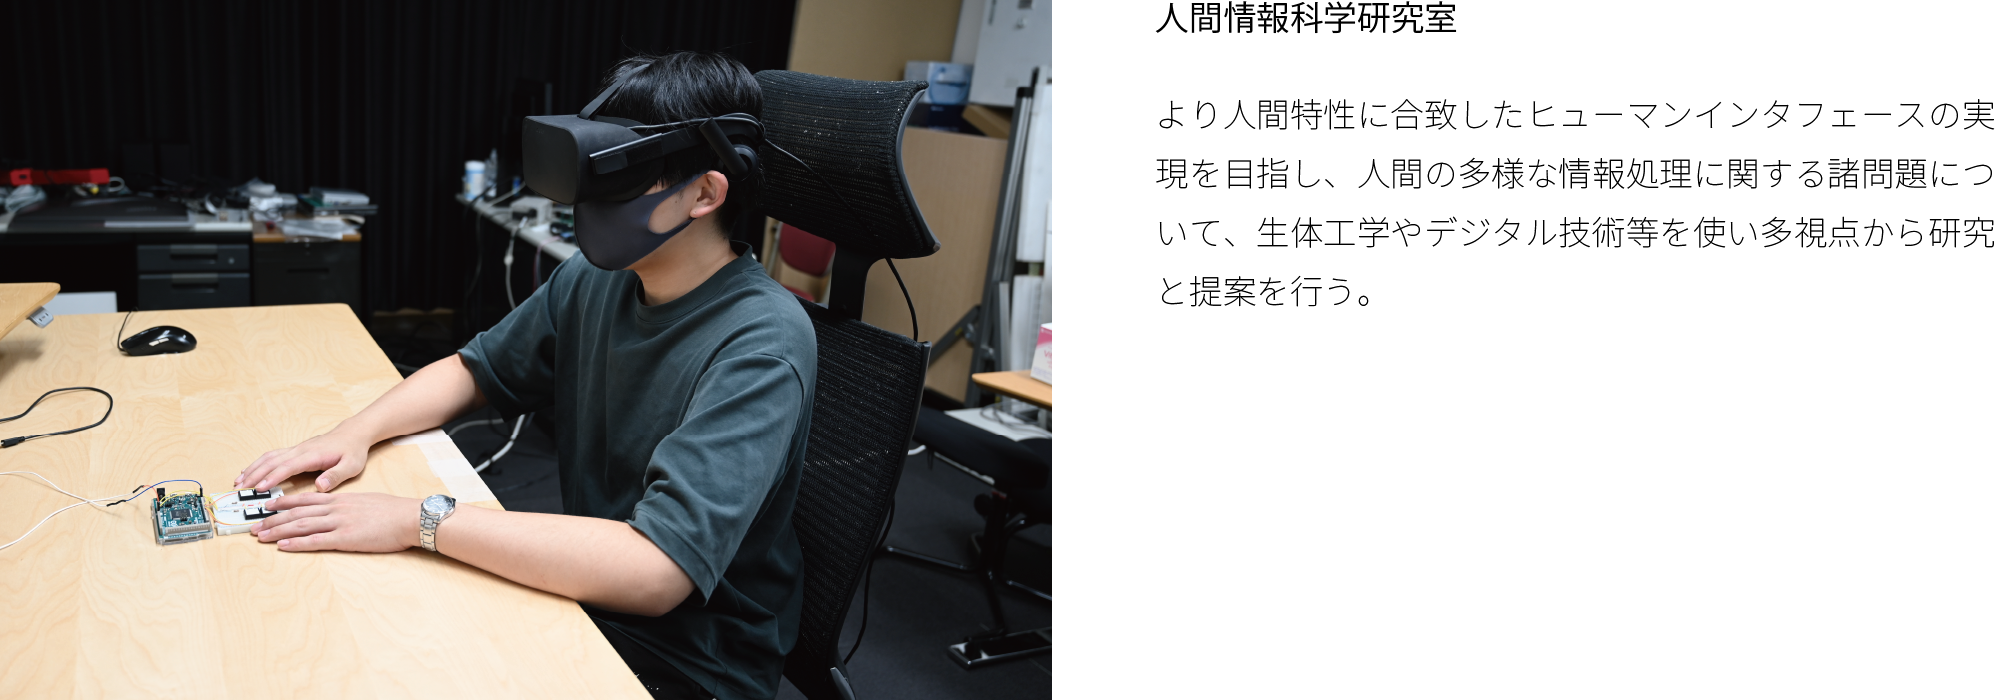 人間情報科学研究室
より人間特性に合致したヒューマンインタフェースの実
現を目指し、人間の多様な情報処理に関する諸問題につ
いて、生体工学やデジタル技術等を使い多視点から研究
と提案を行う。